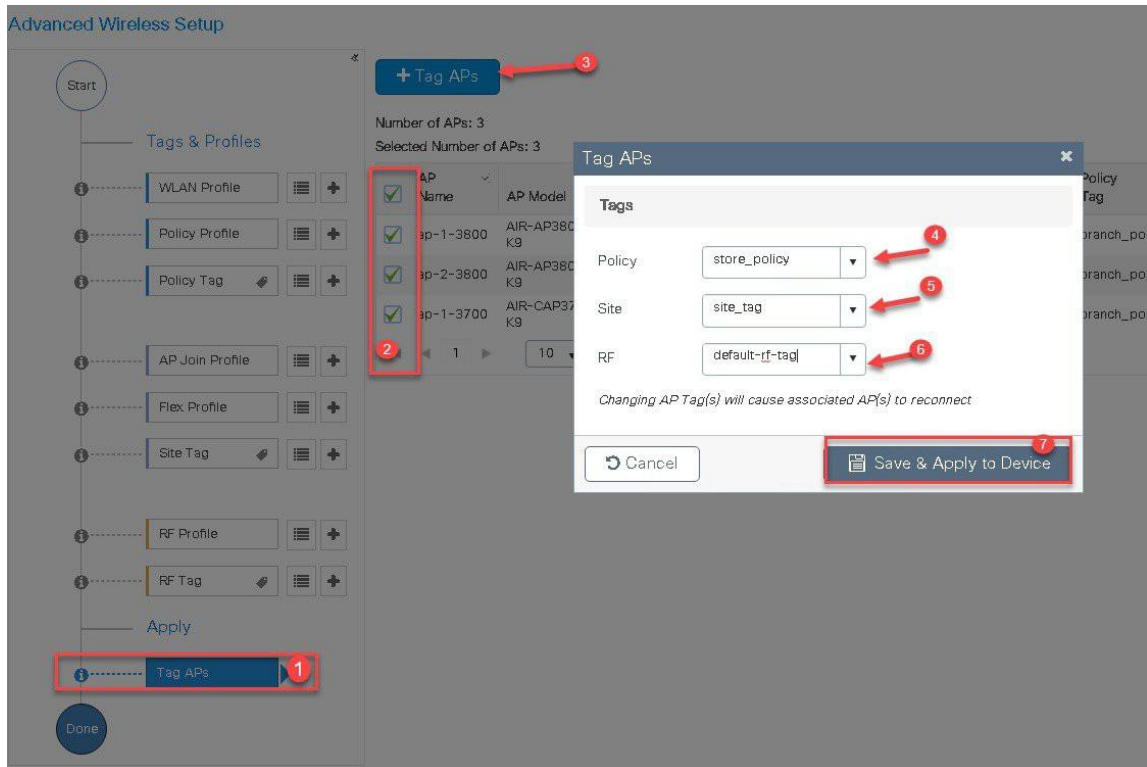 Advanced Wireless Setup
Start
Tags & Profiles
WLAN Profile
Policy Profile
Policy Tag
AP Join Profile
Flex Profile
Site Tag
RF Profile
RF Tag
Apply
Tag APs
1
Done
+ Tag APs
3
Number of APs: 3
Selected Number of APs: 3
AP Name
AP Model
Policy Tag
ap-1-3800
AIR-AP380
K9
branch_po
ap-2-3800
AIR-AP380
K9
branch_po
ap-1-3700
AIR-CAP37
K9
branch_po
2
1
10
Tag APs
Tags
Policy
store_policy
4
Site
site_tag
5
RF
default-rf-tag
6
Changing AP Tag(s) will cause associated AP(s) to reconnect
Cancel
Save & Apply to Device
7